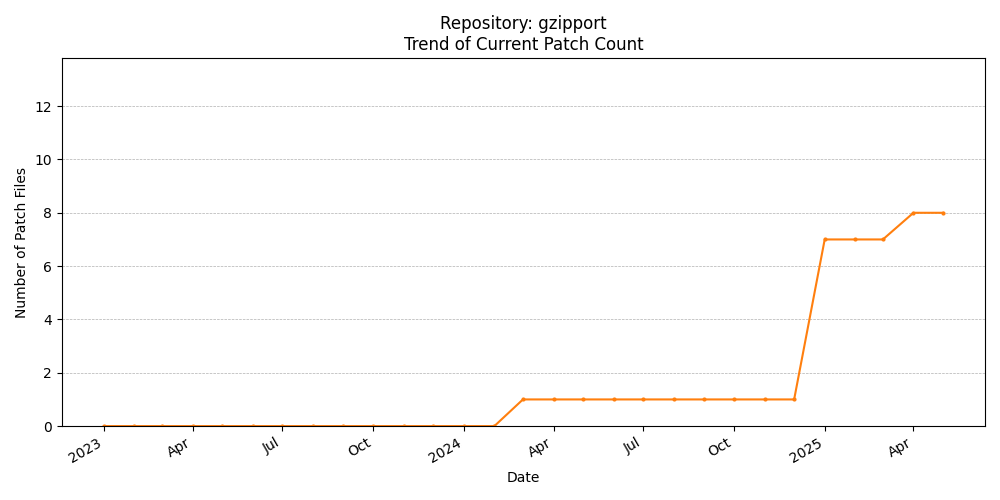 Repository: gzipport
Trend of Current Patch Count
Number of Patch Files
12
10
8
6
4
2
0
2023
Apr
Jul
Oct
2024
Apr
Jul
Oct
2025
Apr
Date